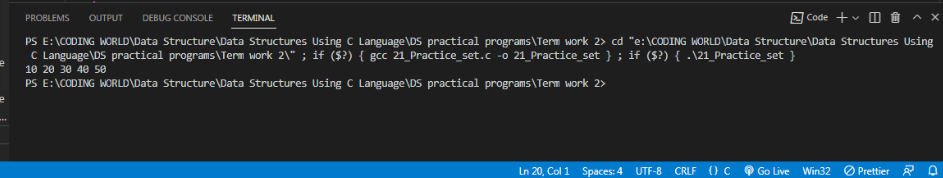 PROBLEMS OUTPUT DEBUG CONSOLE TERMINAL Code
PS E:\CODING WORLD\Data Structure\Data Structures Using C Language\DS practical programs\Term work 2> cd "e:\CODING WORLD\Data Structure\Data Structures Using
C Language\DS practical programs\Term work 2\" ; if ($?) { gcc 21_Practice_set.c -o 21_Practice_set } ; if ($?) { .\21_Practice_set }
10 20 30 40 50
PS E:\CODING WORLD\Data Structure\Data Structures Using C Language\DS practical programs\Term work 2>
Ln 20, Col 1 Spaces: 4 UTF-8 CRLF {} C Go Live Win32 Prettier